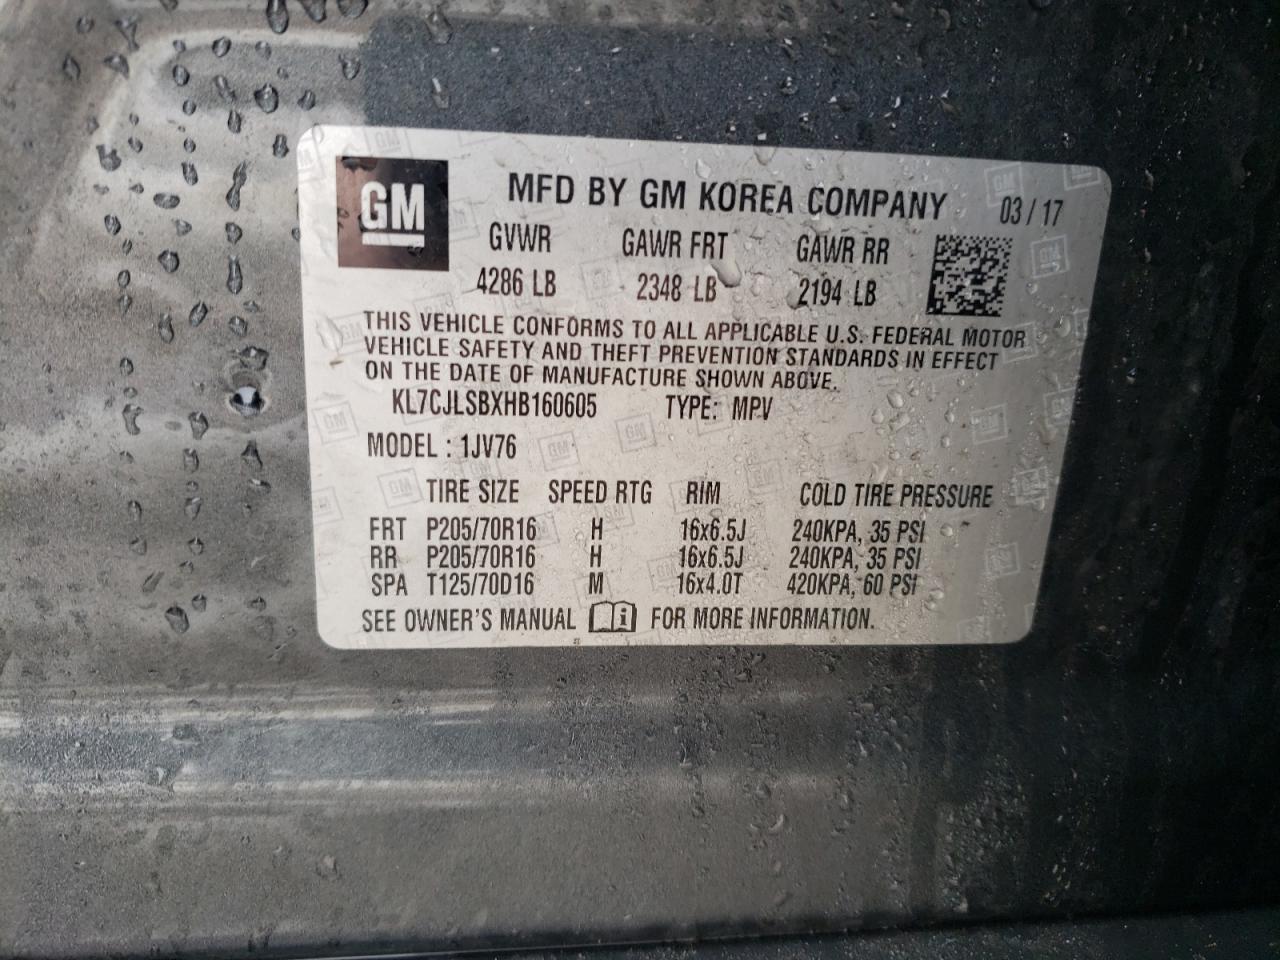 GM
MFD BY GM KOREA COMPANY 03 / 17
GVWR GAWR FRT GAWR RR
4286 LB 2348 LB 2194 LB
THIS VEHICLE CONFORMS TO ALL APPLICABLE U.S. FEDERAL MOTOR
VEHICLE SAFETY AND THEFT PREVENTION STANDARDS IN EFFECT
ON THE DATE OF MANUFACTURE SHOWN ABOVE.
KL7CJLSBXHB160605 TYPE: MPV
MODEL : 1JV76
TIRE SIZE SPEED RTG RIM COLD TIRE PRESSURE
FRT P205/70R16 H 16x6.5J 240KPA, 35 PSI
RR P205/70R16 H 16x6.5J 240KPA, 35 PSI
SPA T125/70D16 M 16x4.0T 420KPA, 60 PSI
SEE OWNER'S MANUAL i FOR MORE INFORMATION.